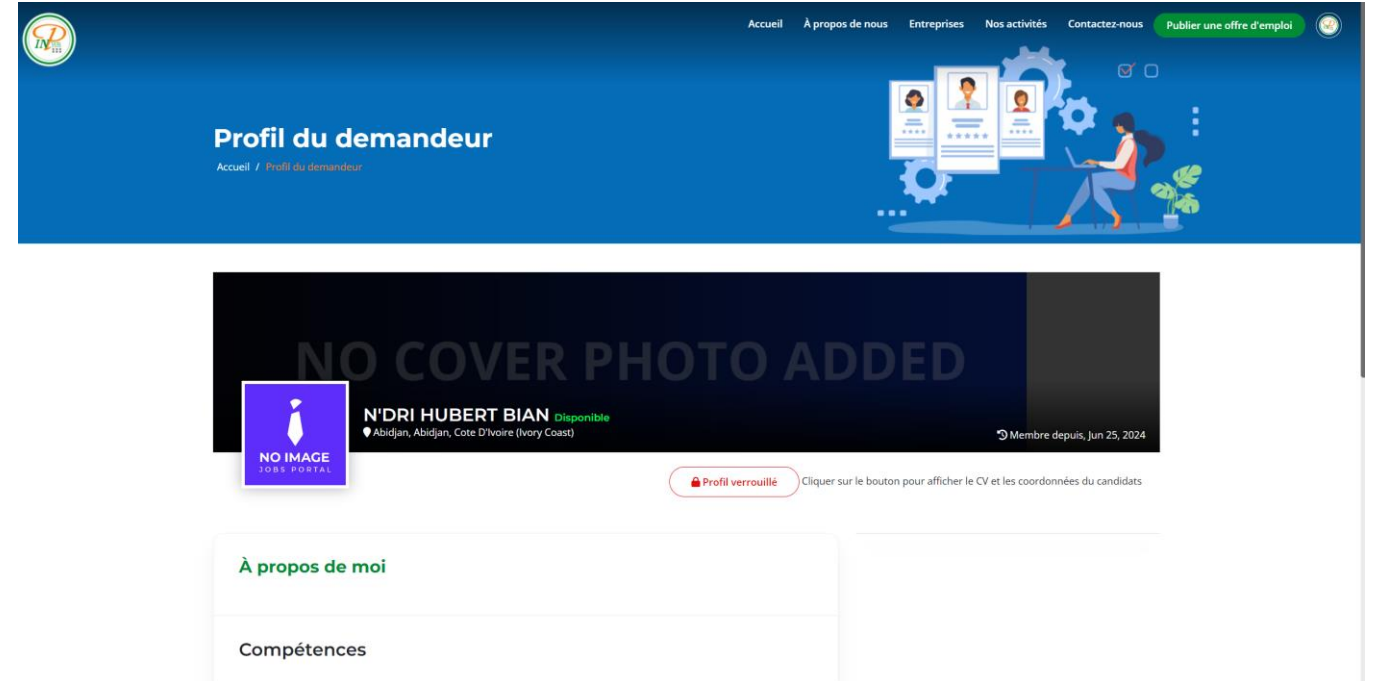 INP
Accueil À propos de nous Entreprises Nos activités Contactez-nous Publier une offre d'emploi
Profil du demandeur
Accueil / Profil du demandeur
NO COVER PHOTO ADDED
NO IMAGE
JOBS PORTAL
N'DRI HUBERT BIAN Disponible
Abidjan, Abidjan, Cote D'Ivoire (Ivory Coast)
Membre depuis, Jun 25, 2024
Profil verrouillé Cliquer sur le bouton pour afficher le CV et les coordonnées du candidats
À propos de moi
Compétences